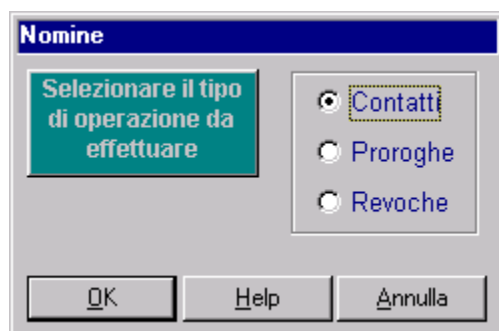 Nomine
Selezionare il tipo
di operazione da
effettuare
Contatti
Proroghe
Revoche
OK
Help
Annulla